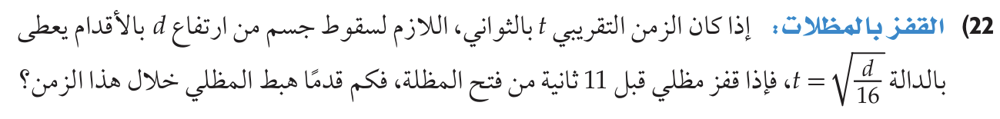 (22 القفز بالمظلات: إذا كان الزمن التقريبي t بالثواني، اللازم لسقوط جسم من ارتفاع d بالأقدام يعطى
بالدالة t = √(d/16)، فإذا قفز مظلي قبل 11 ثانية من فتح المظلة، فكم قدمًا هبط المظلي خلال هذا الزمن؟